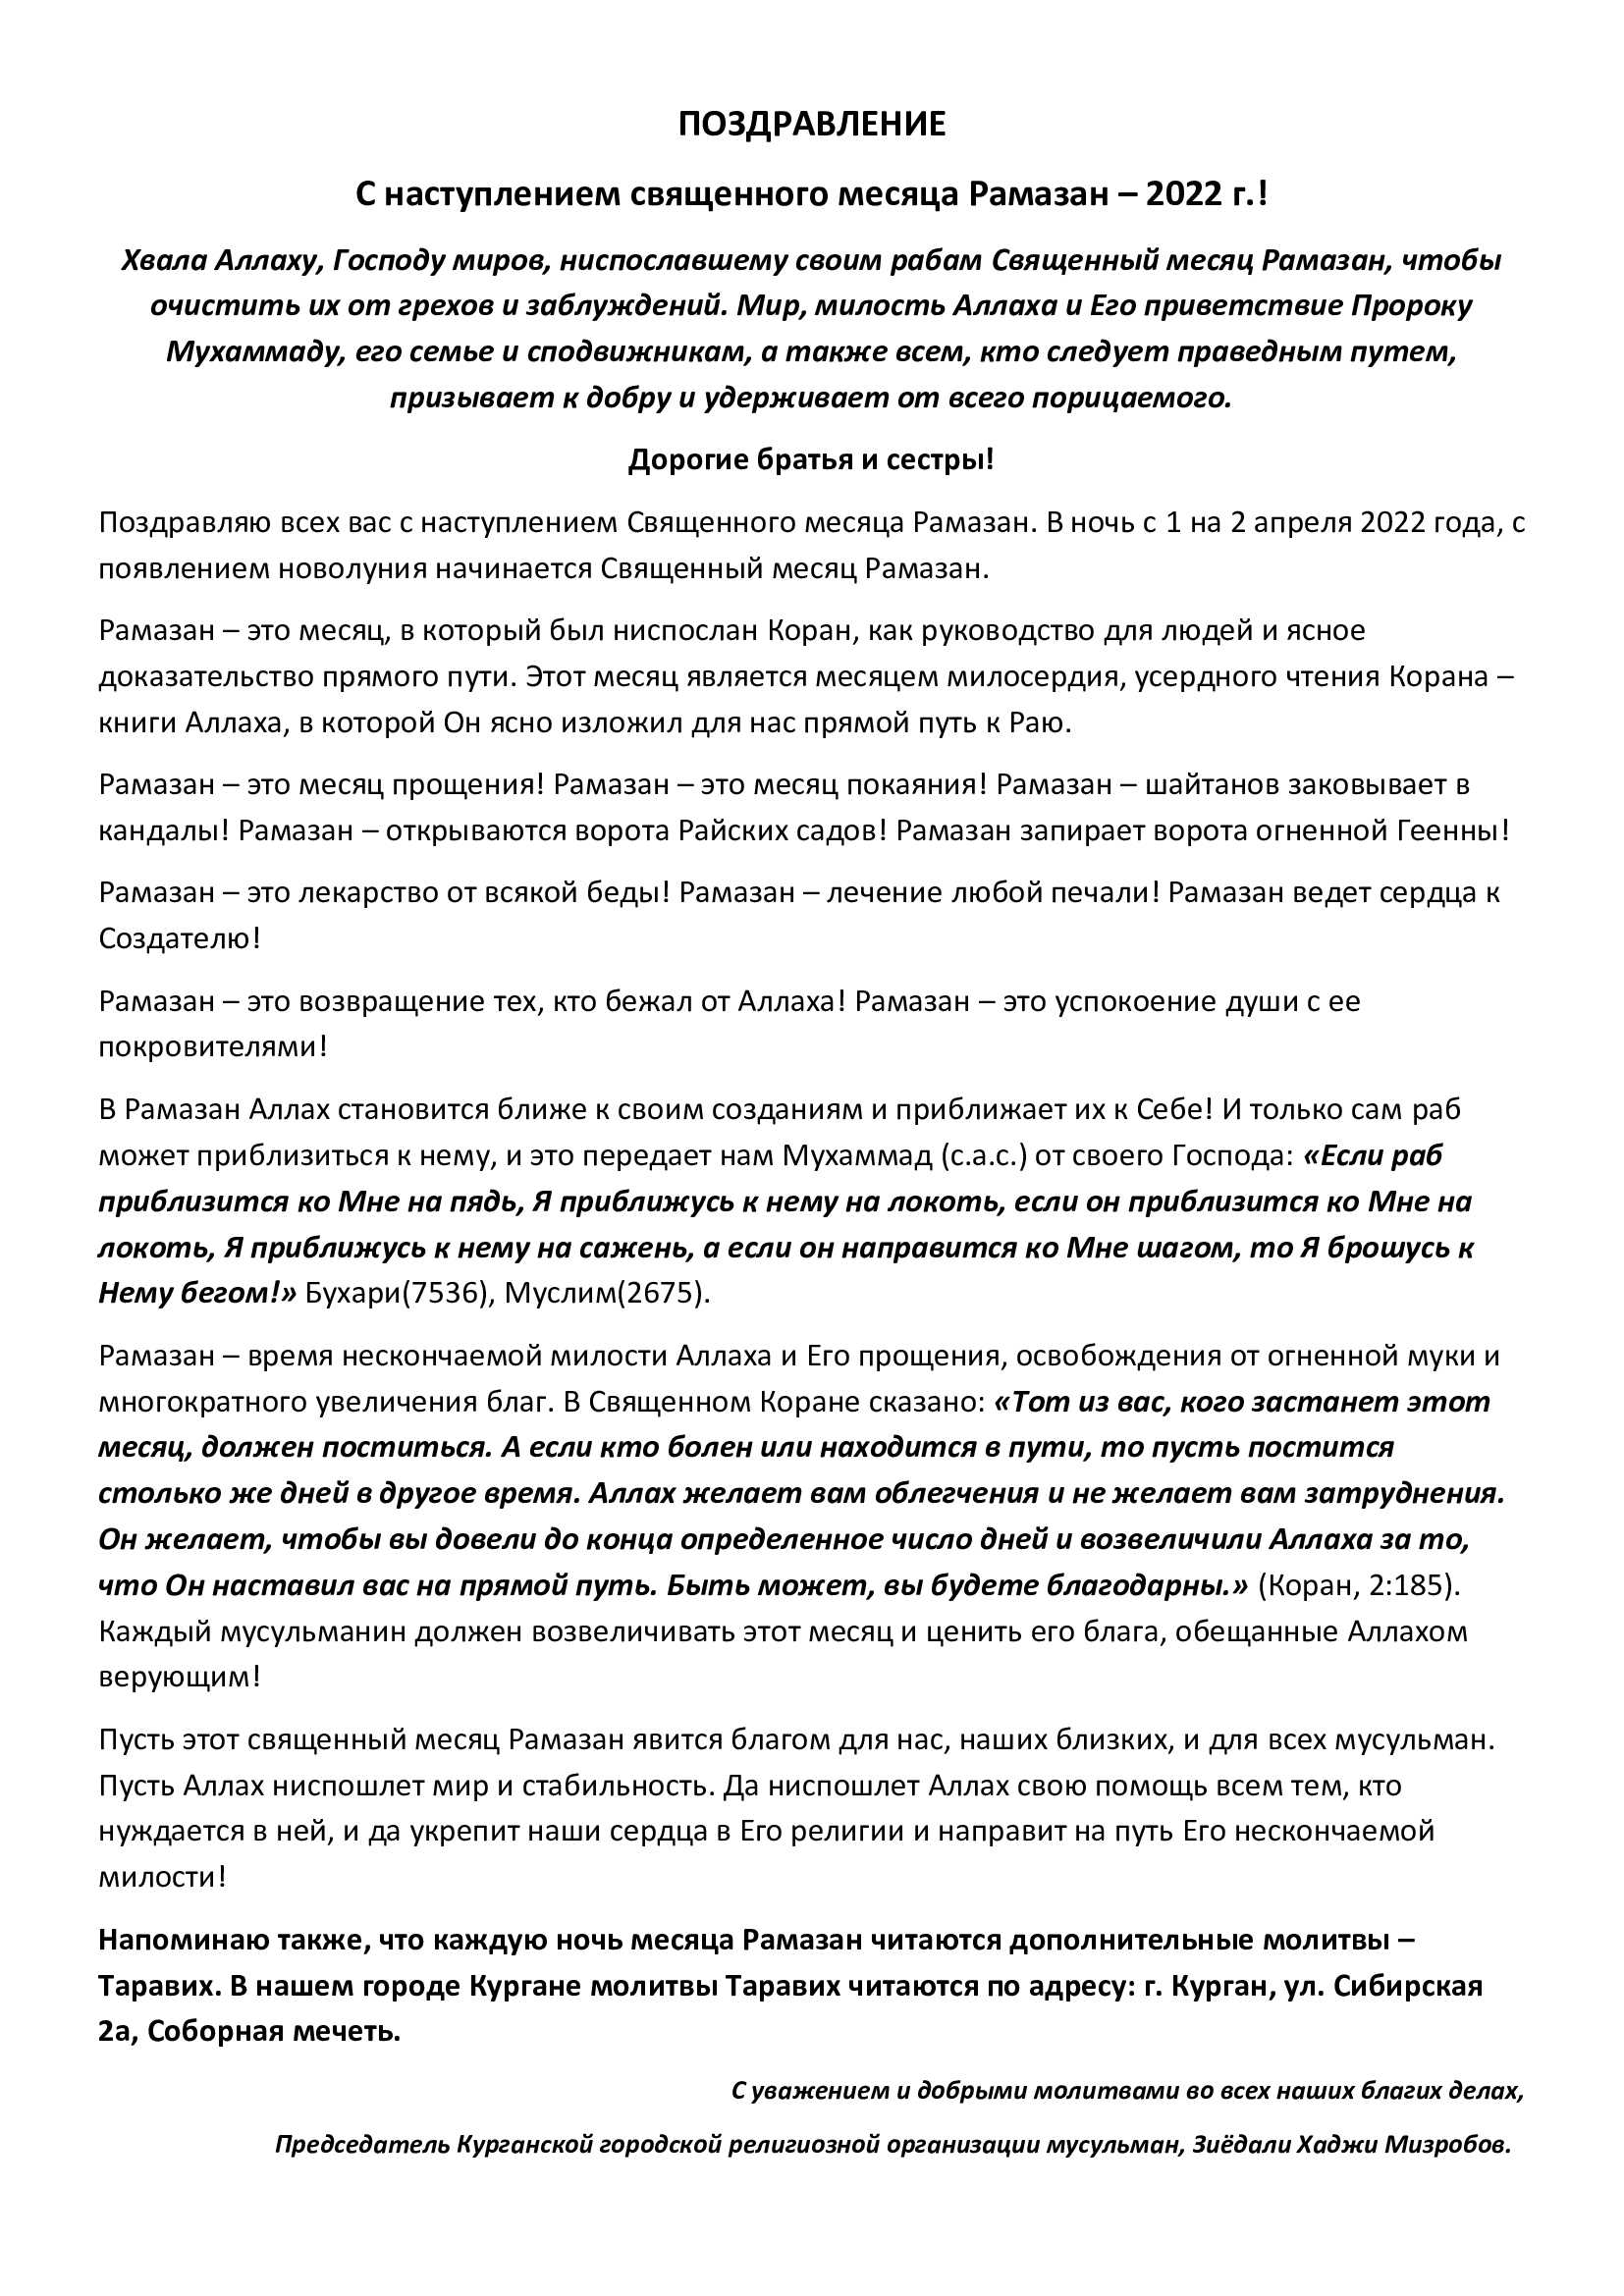 ПОЗДРАВЛЕНИЕ
С наступлением священного месяца Рамазан – 2022 г.!
Хвала Аллаху, Господу миров, ниспославшему своим рабам Священный месяц Рамазан, чтобы
очистить их от грехов и заблуждений. Мир, милость Аллаха и Его приветствие Пророку
Мухаммаду, его семье и сподвижникам, а также всем, кто следует праведным путем,
призывает к добру и удерживает от всего порицаемого.
Дорогие братья и сестры!
Поздравляю всех вас с наступлением Священного месяца Рамазан. В ночь с 1 на 2 апреля 2022 года, с
появлением новолуния начинается Священный месяц Рамазан.
Рамазан – это месяц, в который был ниспослан Коран, как руководство для людей и ясное
доказательство прямого пути. Этот месяц является месяцем милосердия, усердного чтения Корана –
книги Аллаха, в которой Он ясно изложил для нас прямой путь к Раю.
Рамазан – это месяц прощения! Рамазан – это месяц покаяния! Рамазан – шайтанов заковывает в
кандалы! Рамазан – открываются ворота Райских садов! Рамазан запирает ворота огненной Геенны!
Рамазан – это лекарство от всякой беды! Рамазан – лечение любой печали! Рамазан ведет сердца к
Создателю!
Рамазан – это возвращение тех, кто бежал от Аллаха! Рамазан – это успокоение души с ее
покровителями!
В Рамазан Аллах становится ближе к своим созданиям и приближает их к Себе! И только сам раб
может приблизиться к нему, и это передает нам Мухаммад (с.а.с.) от своего Господа: «Если раб
приблизится ко Мне на пядь, Я приближусь к нему на локоть, если он приблизится ко Мне на
локоть, Я приближусь к нему на сажень, а если он направится ко Мне шагом, то Я брошусь к
Нему бегом!» Бухари(7536), Муслим(2675).
Рамазан – время нескончаемой милости Аллаха и Его прощения, освобождения от огненной муки и
многократного увеличения благ. В Священном Коране сказано: «Тот из вас, кого застанет этот
месяц, должен поститься. А если кто болен или находится в пути, то пусть постится
столько же дней в другое время. Аллах желает вам облегчения и не желает вам затруднения.
Он желает, чтобы вы довели до конца определенное число дней и возвеличили Аллаха за то,
что Он наставил вас на прямой путь. Быть может, вы будете благодарны.» (Коран, 2:185).
Каждый мусульманин должен возвеличивать этот месяц и ценить его блага, обещанные Аллахом
верующим!
Пусть этот священный месяц Рамазан явится благом для нас, наших близких, и для всех мусульман.
Пусть Аллах ниспошлет мир и стабильность. Да ниспошлет Аллах свою помощь всем тем, кто
нуждается в ней, и да укрепит наши сердца в Его религии и направит на путь Его нескончаемой
милости!
Напоминаю также, что каждую ночь месяца Рамазан читаются дополнительные молитвы –
Таравих. В нашем городе Кургане молитвы Таравих читаются по адресу: г. Курган, ул. Сибирская
2а, Соборная мечеть.
С уважением и добрыми молитвами во всех наших благих делах,
Председатель Курганской городской религиозной организации мусульман, Зиёдали Хаджи Мизробов.